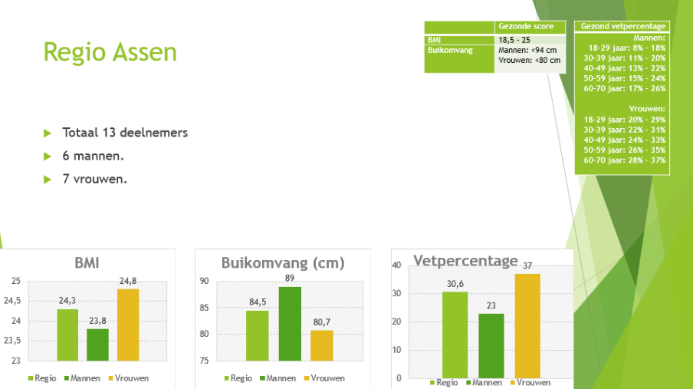 Regio Assen
Gezonde score
BMI 18,5 – 25
Buikomvang Mannen: <94 cm
Vrouwen: <80 cm
Gezond vetpercentage
Mannen:
18-29 jaar: 8% – 18%
30-39 jaar: 11% – 20%
40-49 jaar: 13% – 22%
50-59 jaar: 15% – 24%
60-70 jaar: 17% – 26%
Vrouwen:
18-29 jaar: 20% – 29%
30-39 jaar: 22% – 31%
40-49 jaar: 24% – 33%
50-59 jaar: 26% – 35%
60-70 jaar: 28% – 37%
Totaal 13 deelnemers
6 mannen.
7 vrouwen.
BMI
25
24,5
24
23,5
23
24,3
23,8
24,8
Regio Mannen Vrouwen
Buikomvang (cm)
90
85
80
75
84,5
89
80,7
Regio Mannen Vrouwen
Vetpercentage
40
30
20
10
0
30,6
23
37
Regio Mannen Vrouwen